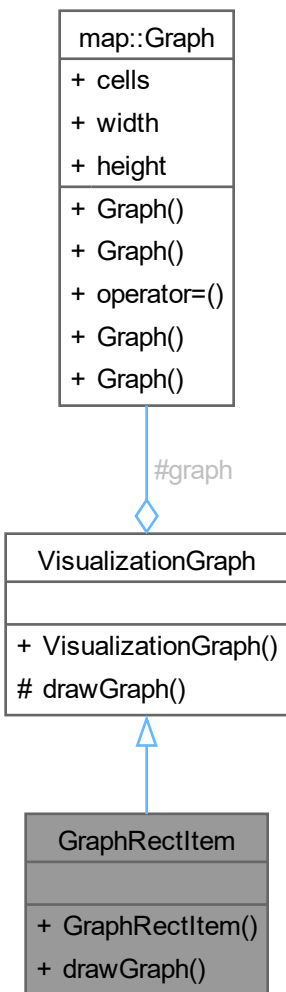 map::Graph
+ cells
+ width
+ height
+ Graph()
+ Graph()
+ operator=()
+ Graph()
+ Graph()
#graph
VisualizationGraph
+ VisualizationGraph()
# drawGraph()
GraphRectItem
+ GraphRectItem()
+ drawGraph()